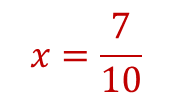 x = 7/10